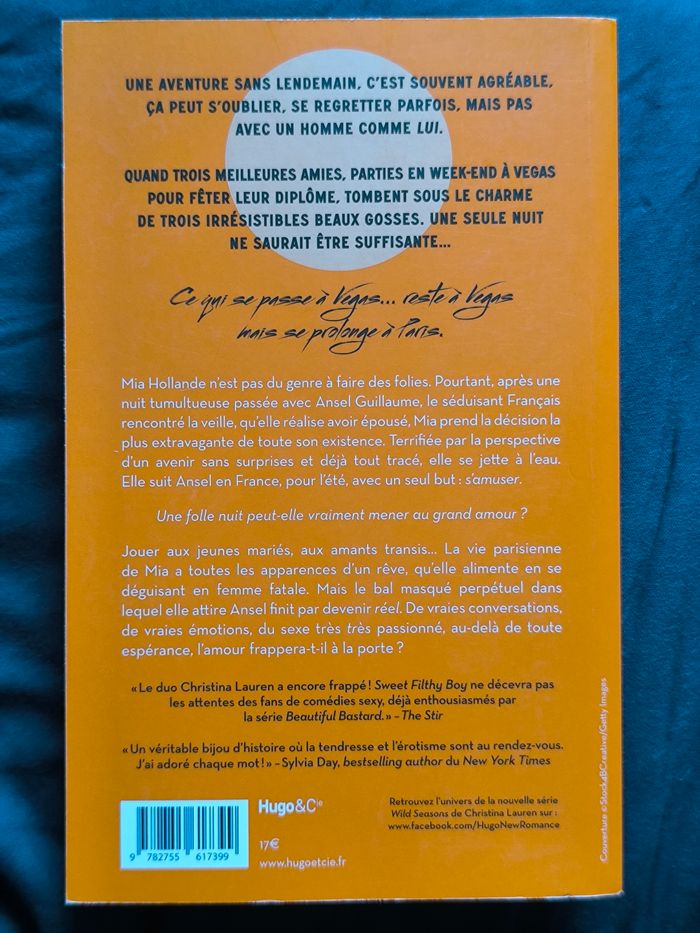 UNE AVENTURE SANS LENDEMAIN, C'EST SOUVENT AGRÉABLE,
ÇA PEUT S'OUBLIER, SE REGRETTER PARFOIS, MAIS PAS
AVEC UN HOMME COMME LUI.
QUAND TROIS MEILLEURES AMIES, PARTIES EN WEEK-END À VEGAS
POUR FÊTER LEUR DIPLÔME, TOMBENT SOUS LE CHARME
DE TROIS IRRÉSISTIBLES BEAUX GOSSES. UNE SEULE NUIT
NE SAURAIT ÊTRE SUFFISANTE...
Ce qui se passe à Vegas... reste à Vegas
mais se prolonge à Paris.
Mia Hollande n'est pas du genre à faire des folies. Pourtant, après une
nuit tumultueuse passée avec Ansel Guillaume, le séduisant Français
rencontré la veille, qu'elle réalise avoir épousé, Mia prend la décision la
plus extravagante de toute son existence. Terrifiée par la perspective
d'un avenir sans surprises et déjà tout tracé, elle se jette à l'eau.
Elle suit Ansel en France, pour l'été, avec un seul but : s'amuser.
Une folle nuit peut-elle vraiment mener au grand amour ?
Jouer aux jeunes mariés, aux amants transis... La vie parisienne
de Mia a toutes les apparences d'un rêve, qu'elle alimente en se
déguisant en femme fatale. Mais le bal masqué perpétuel dans
lequel elle attire Ansel finit par devenir réel. De vraies conversations,
de vraies émotions, du sexe très très passionné, au-delà de toute
espérance, l'amour frappera-t-il à la porte ?
« Le duo Christina Lauren a encore frappé ! Sweet Filthy Boy ne décevra pas
les attentes des fans de comédies sexy, déjà enthousiasmés par
la série Beautiful Bastard. » – The Stir
« Un véritable bijou d'histoire où la tendresse et l'érotisme sont au rendez-vous.
J'ai adoré chaque mot ! » – Sylvia Day, bestselling author du New York Times
9 782755 617399
Hugo&Cie
17€
www.hugoetcie.fr
Retrouvez l'univers de la nouvelle série
Wild Seasons de Christina Lauren sur :
www.facebook.com/HugoNewRomance
Couverture ©Stock4BCreative/Getty Images